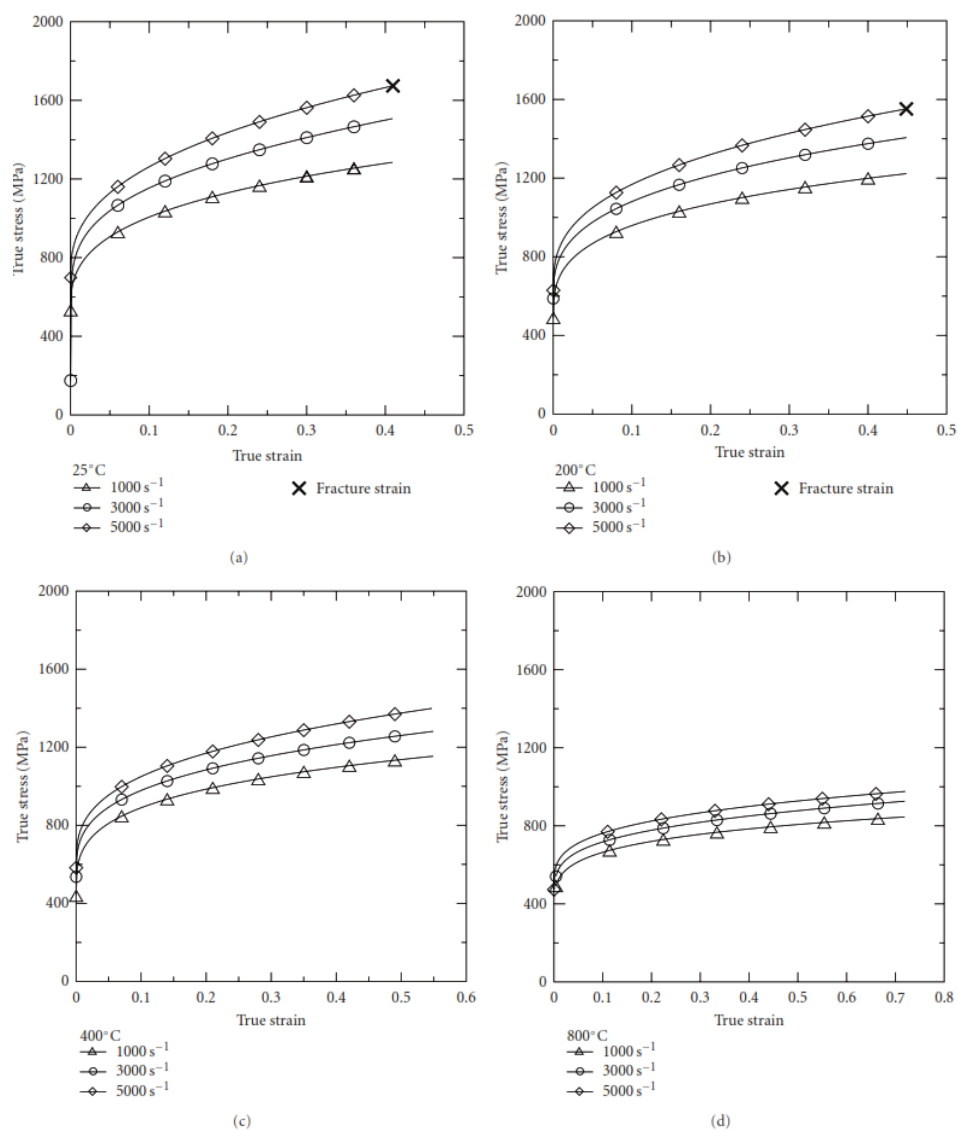 2000
1600
1200
800
400
0
True stress (MPa)
0 0.1 0.2 0.3 0.4 0.5
True strain
25°C
1000 s⁻¹
3000 s⁻¹
5000 s⁻¹
Fracture strain
(a)
2000
1600
1200
800
400
0
True stress (MPa)
0 0.1 0.2 0.3 0.4 0.5
True strain
200°C
1000 s⁻¹
3000 s⁻¹
5000 s⁻¹
Fracture strain
(b)
2000
1600
1200
800
400
0
True stress (MPa)
0 0.1 0.2 0.3 0.4 0.5 0.6
True strain
400°C
1000 s⁻¹
3000 s⁻¹
5000 s⁻¹
(c)
2000
1600
1200
800
400
0
True stress (MPa)
0 0.1 0.2 0.3 0.4 0.5 0.6 0.7 0.8
True strain
800°C
1000 s⁻¹
3000 s⁻¹
5000 s⁻¹
(d)